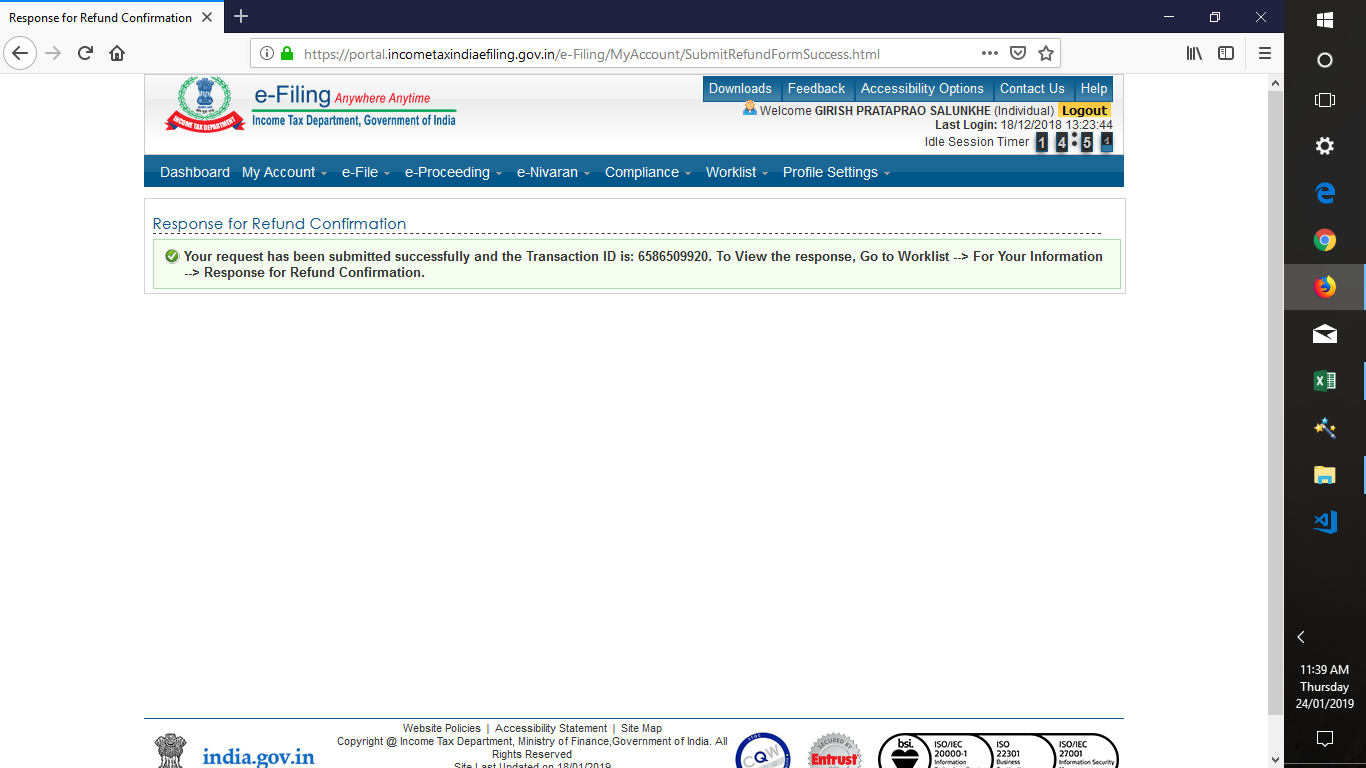 Response for Refund Confirmation
https://portal.incometaxindiaefiling.gov.in/e-Filing/MyAccount/SubmitRefundFormSuccess.html
e-Filing Anywhere Anytime
Income Tax Department, Government of India
INCOME TAX DEPARTMENT
Downloads Feedback Accessibility Options Contact Us Help
Welcome GIRISH PRATAPRAO SALUNKHE (Individual) Logout
Last Login: 18/12/2018 13:23:44
Idle Session Timer 1 4 : 5 4
Dashboard My Account e-File e-Proceeding e-Nivaran Compliance Worklist Profile Settings
Response for Refund Confirmation
Your request has been submitted successfully and the Transaction ID is: 6586509920. To View the response, Go to Worklist --> For Your Information
--> Response for Refund Confirmation.
Website Policies | Accessibility Statement | Site Map
Copyright @ Income Tax Department, Ministry of Finance,Government of India. All
Rights Reserved
Site Last Updated on 18/01/2019
india.gov.in
CQW
SECURED BY
Entrust
bsi.
ISO/IEC
20000-1
Information
ISO
22301
Business
ISO/IEC
27001
Information Security
11:39 AM
Thursday
24/01/2019